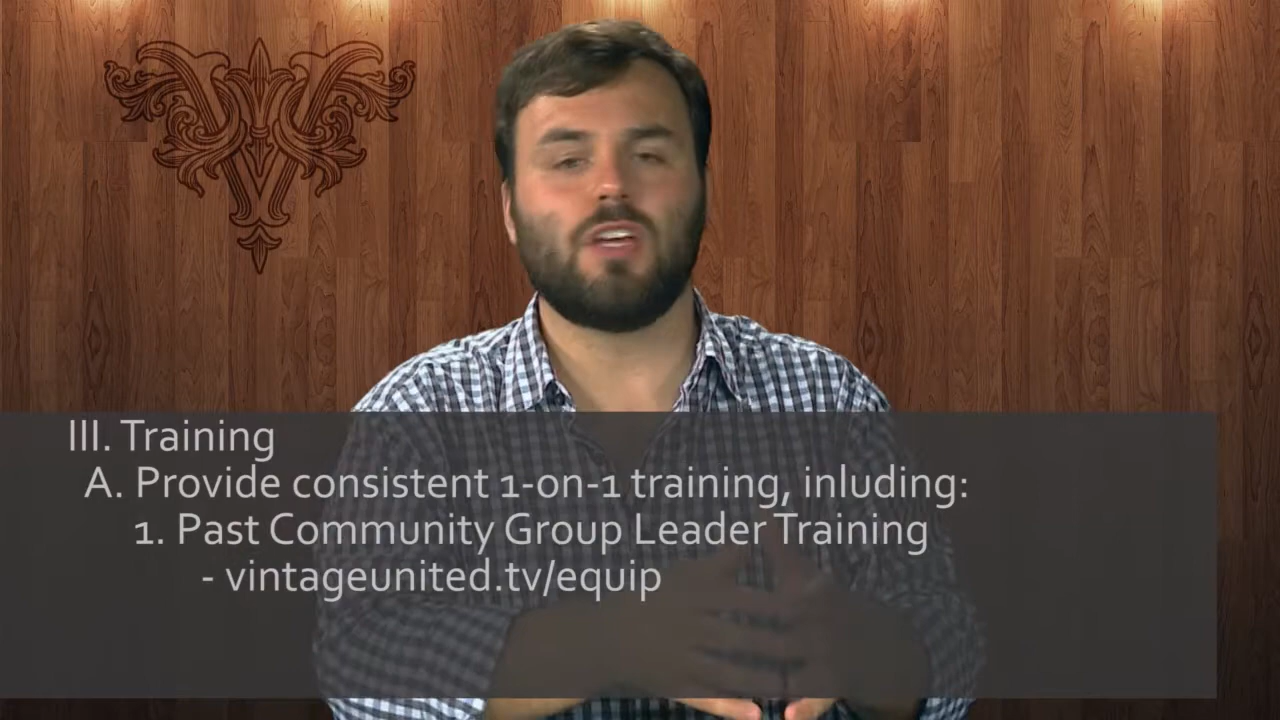 III. Training
A. Provide consistent 1-on-1 training, inluding:
1. Past Community Group Leader Training
- vintageunited.tv/equip